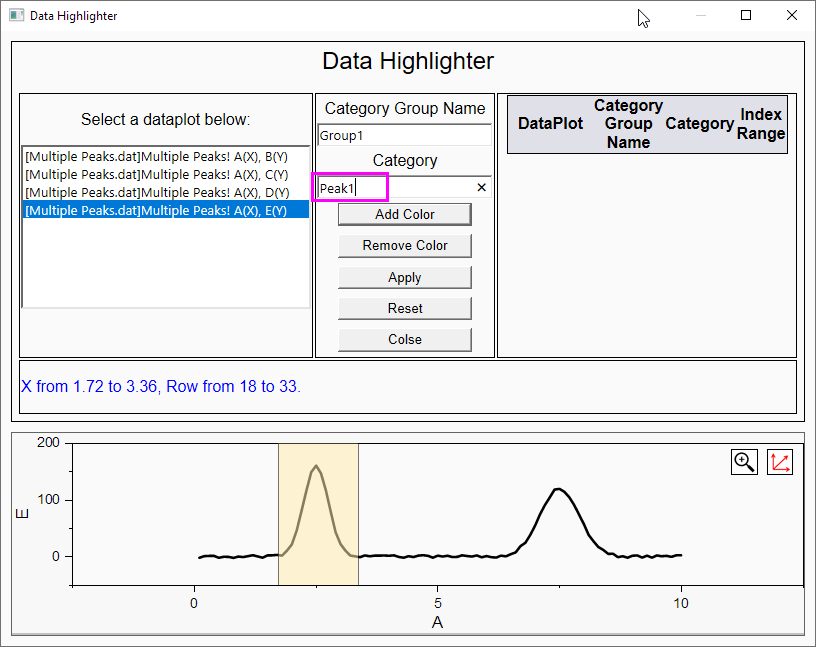 Data Highlighter
Data Highlighter
Select a dataplot below:
[Multiple Peaks.dat]Multiple Peaks! A(X), B(Y)
[Multiple Peaks.dat]Multiple Peaks! A(X), C(Y)
[Multiple Peaks.dat]Multiple Peaks! A(X), D(Y)
[Multiple Peaks.dat]Multiple Peaks! A(X), E(Y)
Category Group Name
Group1
Category
Peak1
Add Color
Remove Color
Apply
Reset
Colse
DataPlot
Category
Group
Name
Category
Index
Range
X from 1.72 to 3.36, Row from 18 to 33.
200
100
0
E
0
5
10
A